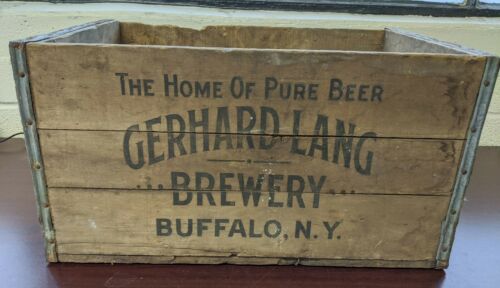 The Home Of Pure Beer
GERHARD LANG
...BREWERY...
BUFFALO, N.Y.